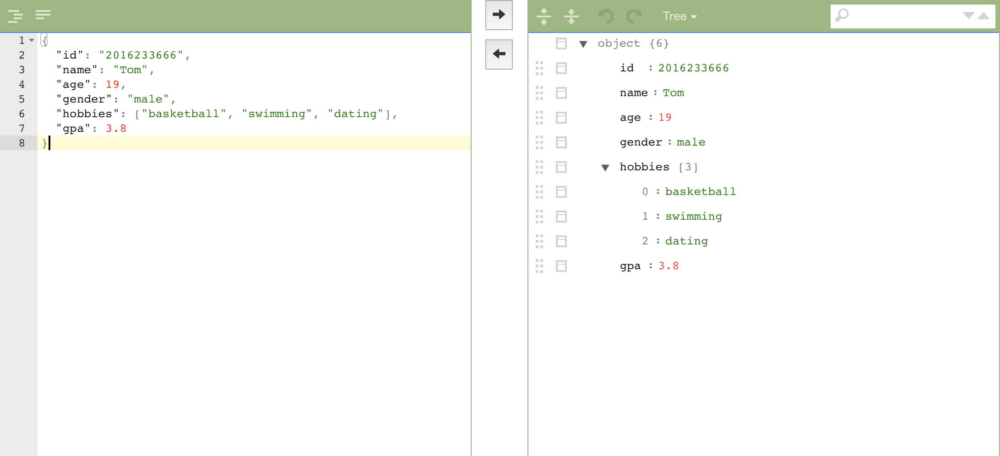 1 {
2 "id": "2016233666",
3 "name": "Tom",
4 "age": 19,
5 "gender": "male",
6 "hobbies": ["basketball", "swimming", "dating"],
7 "gpa": 3.8
8 }
Tree
object {6}
id : 2016233666
name : Tom
age : 19
gender : male
hobbies [3]
0 : basketball
1 : swimming
2 : dating
gpa : 3.8